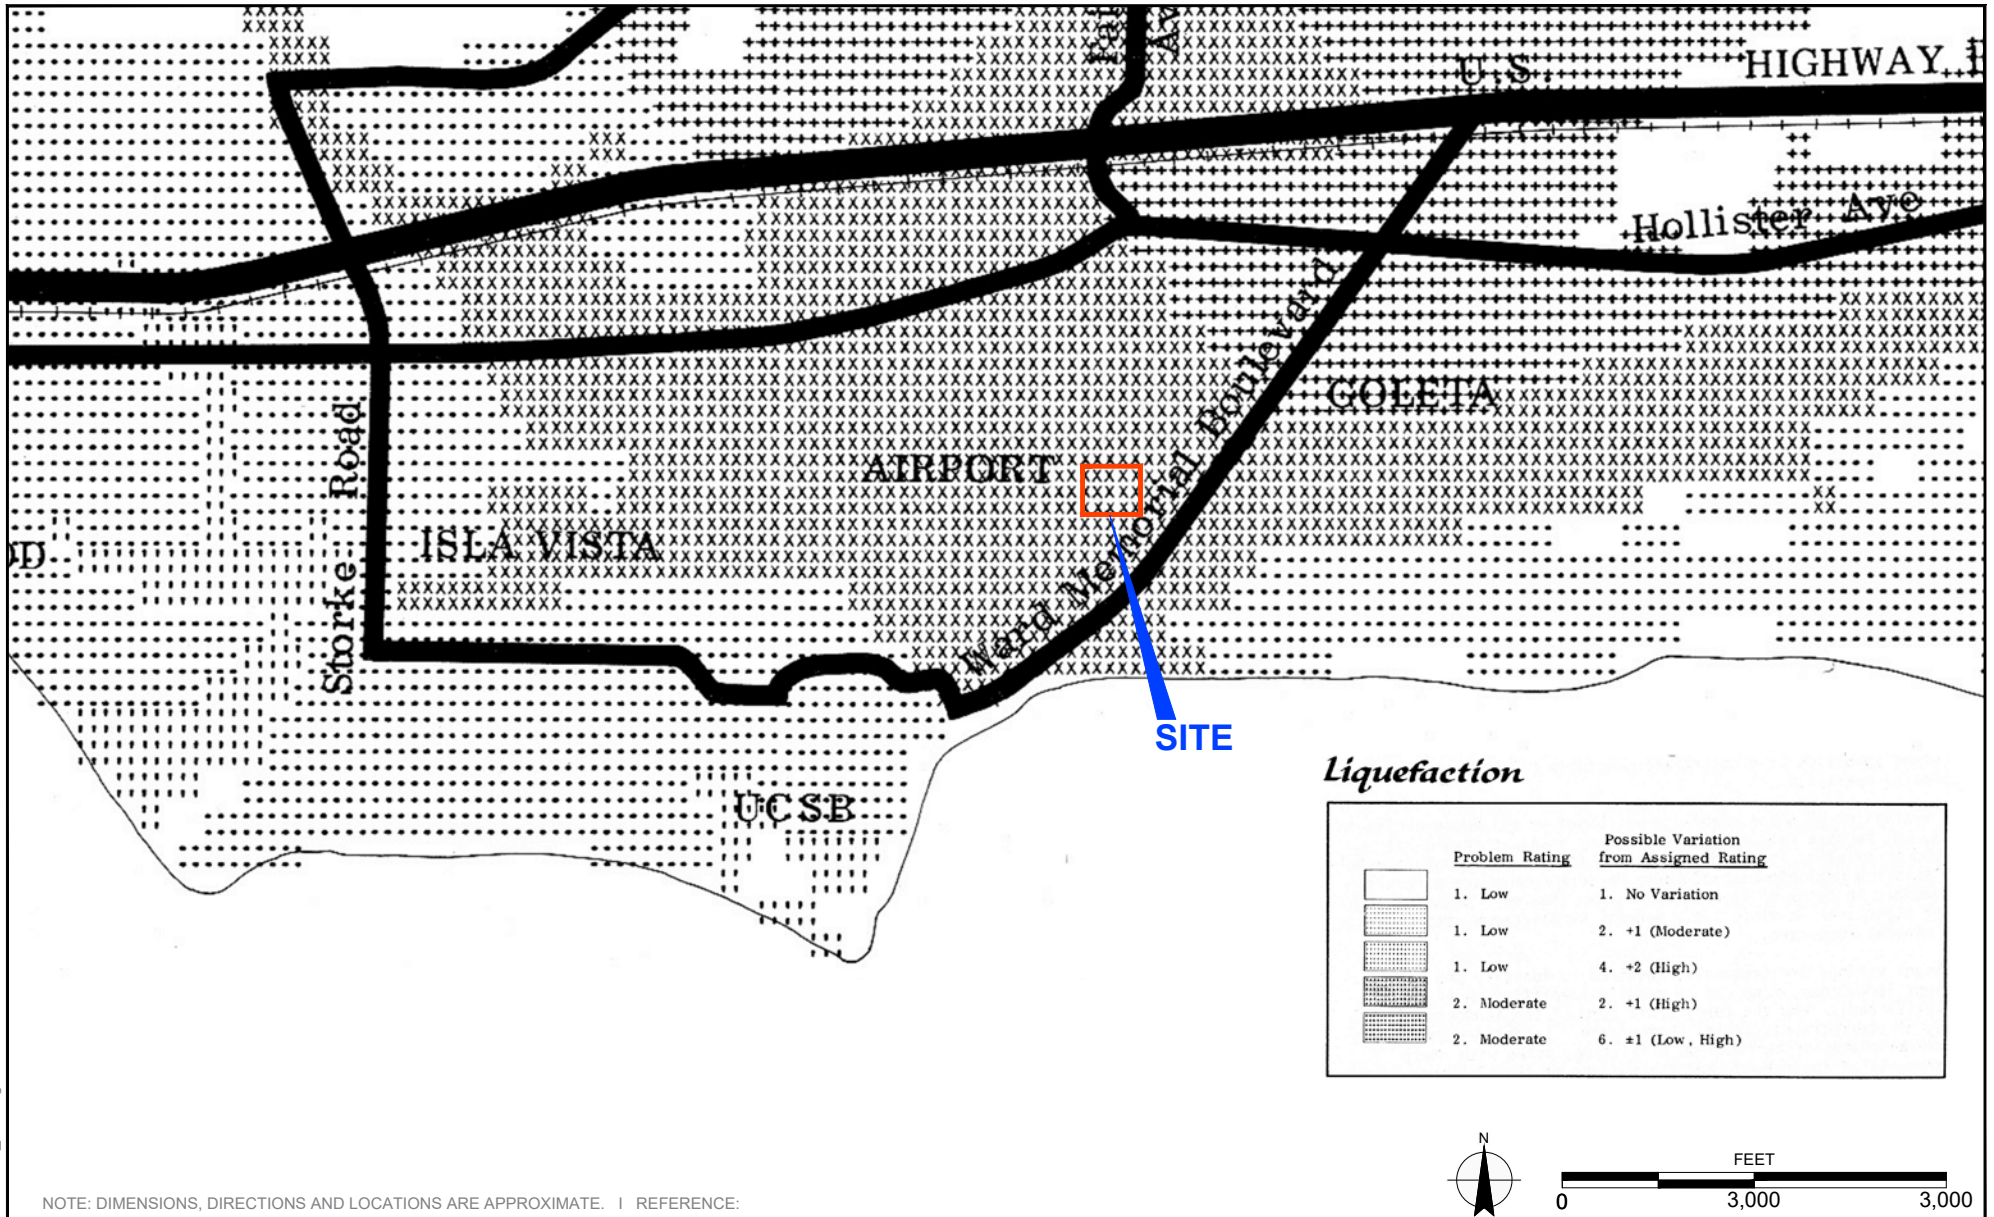 U.S.
HIGHWAY
Hollister Ave
Ward Memorial Boulevard
GOLETA
AIRPORT
Storke Road
ISLA VISTA
SITE
UCSB
Liquefaction
Problem Rating
Possible Variation
from Assigned Rating
1. Low 1. No Variation
1. Low 2. +1 (Moderate)
1. Low 4. +2 (High)
2. Moderate 2. +1 (High)
2. Moderate 6. ±1 (Low, High)
N
FEET
0 3,000 3,000
NOTE: DIMENSIONS, DIRECTIONS AND LOCATIONS ARE APPROXIMATE. I REFERENCE: